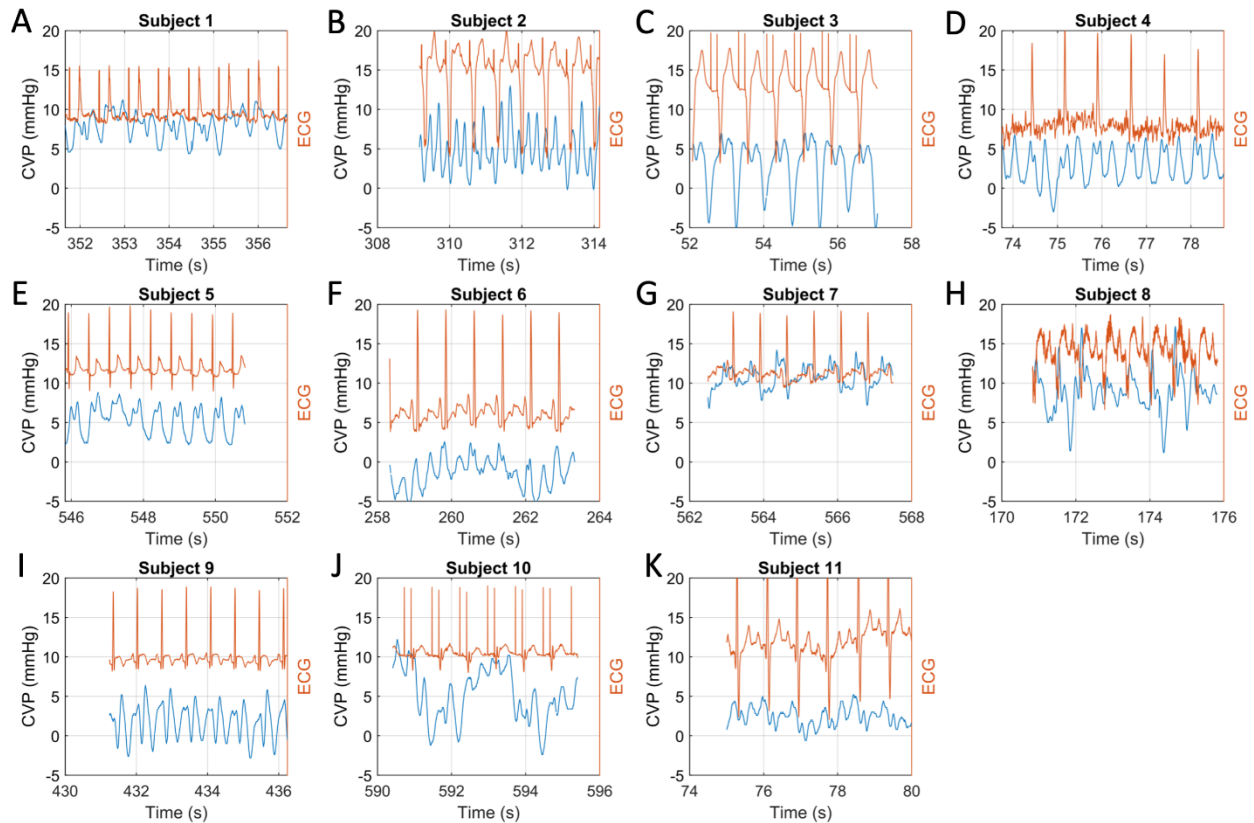 A Subject 1
20
15
10
5
0
-5
CVP (mmHg)
ECG
352 353 354 355 356
Time (s)
B Subject 2
20
15
10
5
0
-5
CVP (mmHg)
ECG
308 310 312 314
Time (s)
C Subject 3
20
15
10
5
0
-5
CVP (mmHg)
ECG
52 54 56 58
Time (s)
D Subject 4
20
15
10
5
0
-5
CVP (mmHg)
ECG
74 75 76 77 78
Time (s)
E Subject 5
20
15
10
5
0
-5
CVP (mmHg)
ECG
546 548 550 552
Time (s)
F Subject 6
20
15
10
5
0
-5
CVP (mmHg)
ECG
258 260 262 264
Time (s)
G Subject 7
20
15
10
5
0
-5
CVP (mmHg)
ECG
562 564 566 568
Time (s)
H Subject 8
20
15
10
5
0
-5
CVP (mmHg)
ECG
170 172 174 176
Time (s)
I Subject 9
20
15
10
5
0
-5
CVP (mmHg)
ECG
430 432 434 436
Time (s)
J Subject 10
20
15
10
5
0
-5
CVP (mmHg)
ECG
590 592 594 596
Time (s)
K Subject 11
20
15
10
5
0
-5
CVP (mmHg)
ECG
74 76 78 80
Time (s)